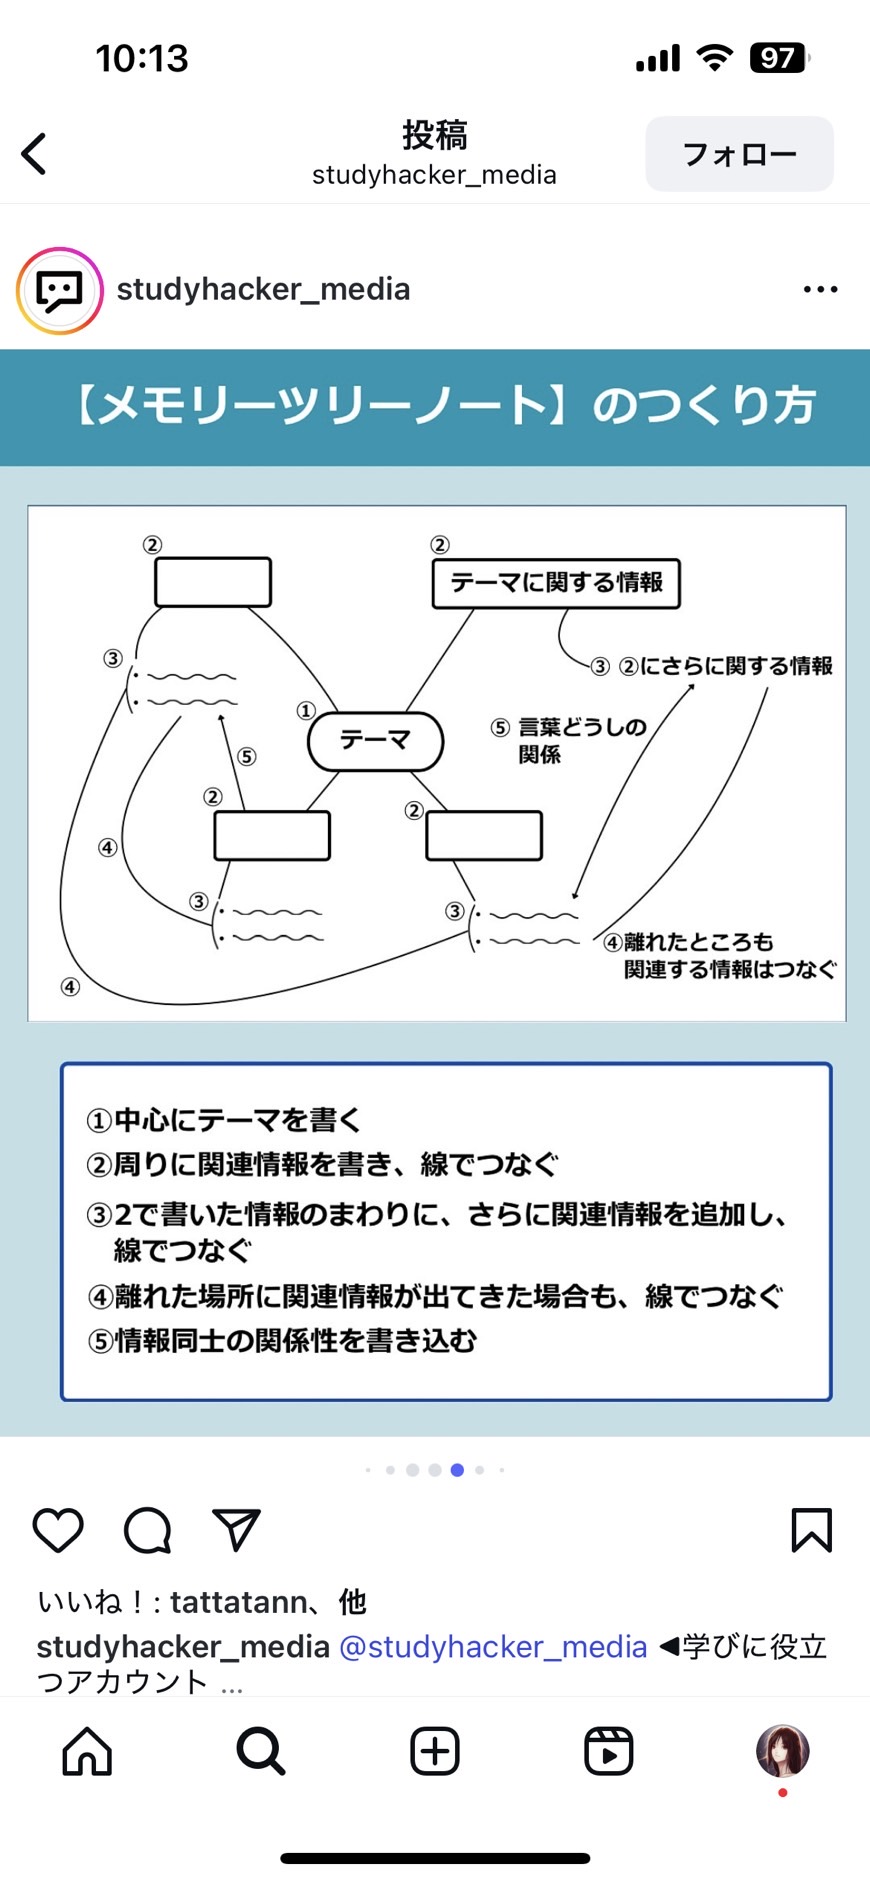 10:13
97
投稿
studyhacker_media
フォロー
studyhacker_media
【メモリーツリーノート】のつくり方
②
②
テーマに関する情報
③
③ ②にさらに関する情報
①
テーマ
⑤ 言葉どうしの
関係
⑤
②
②
④
③
③
④離れたところも
関連する情報はつなぐ
④
①中心にテーマを書く
②周りに関連情報を書き、線でつなぐ
③2で書いた情報のまわりに、さらに関連情報を追加し、
線でつなぐ
④離れた場所に関連情報が出てきた場合も、線でつなぐ
⑤情報同士の関係性を書き込む
いいね！: tattatann、他
studyhacker_media @studyhacker_media ◀学びに役立
つアカウント ...